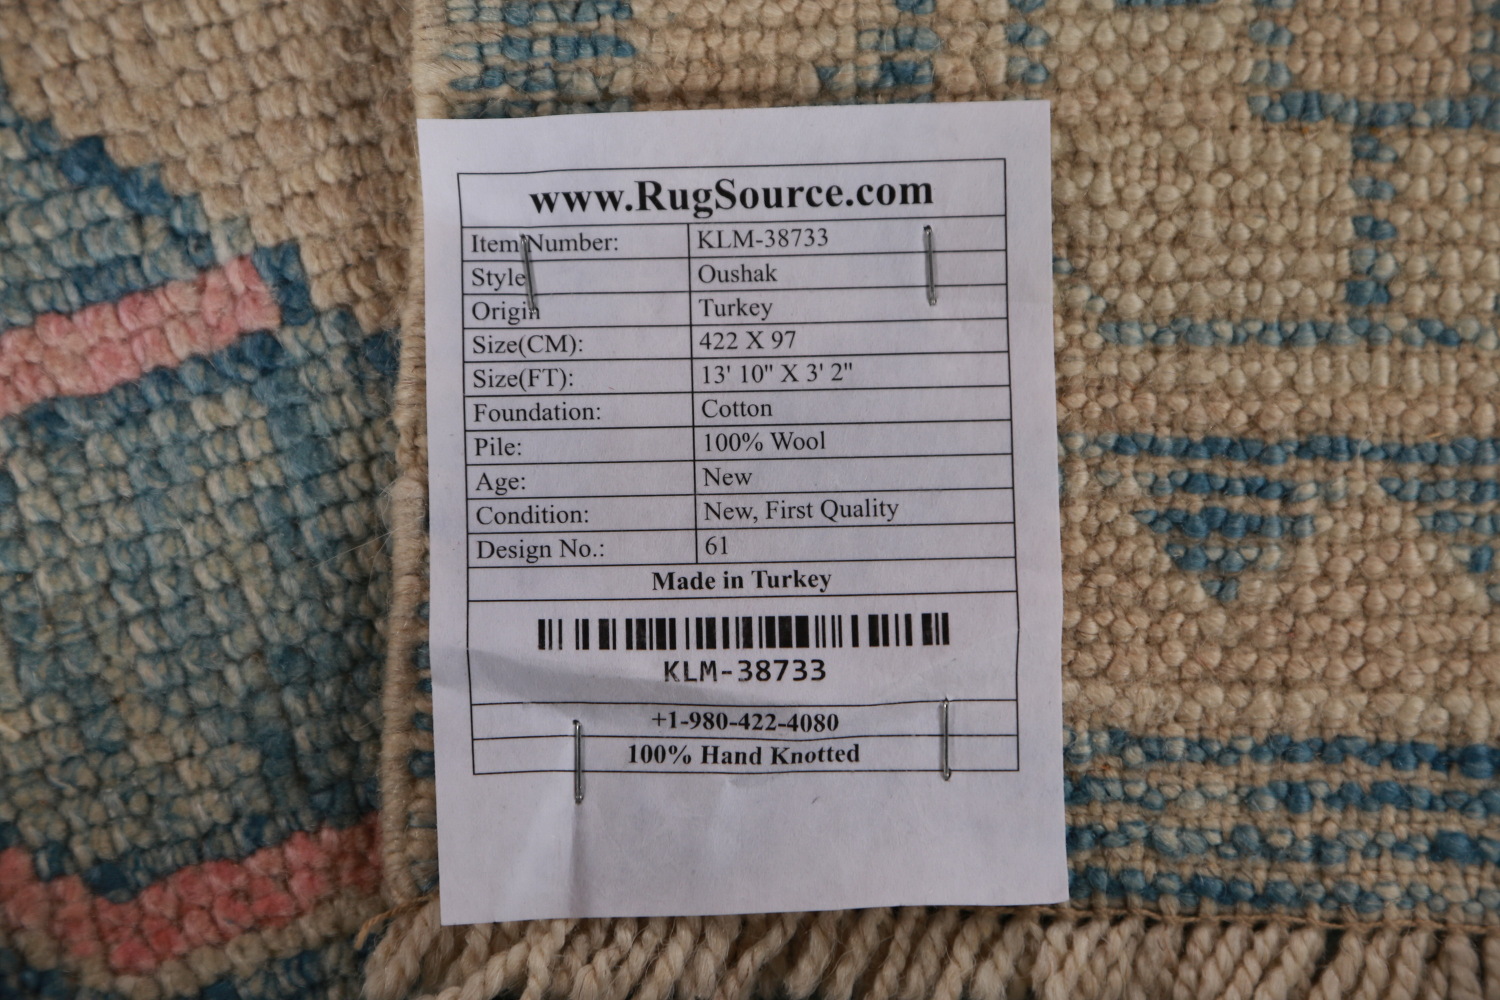 www.RugSource.com
Item Number: KLM-38733
Style Oushak
Origin Turkey
Size(CM): 422 X 97
Size(FT): 13' 10" X 3' 2"
Foundation: Cotton
Pile: 100% Wool
Age: New
Condition: New, First Quality
Design No.: 61
Made in Turkey
KLM-38733
+1-980-422-4080
100% Hand Knotted